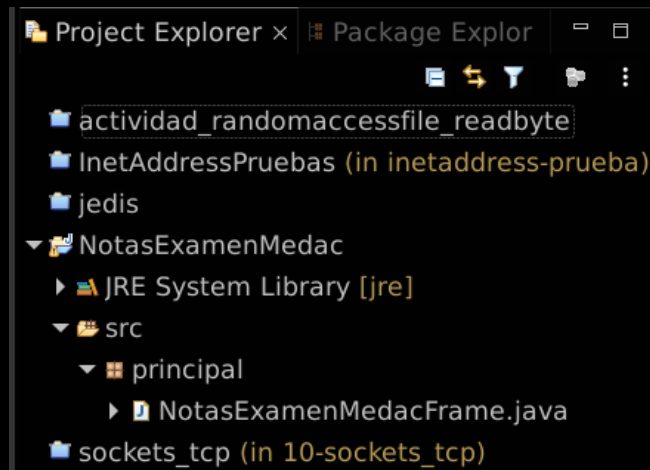 Project Explorer × Package Explor
actividad_randomaccessfile_readbyte
InetAddressPruebas (in inetaddress-prueba)
jedis
NotasExamenMedac
JRE System Library [jre]
src
principal
NotasExamenMedacFrame.java
sockets_tcp (in 10-sockets_tcp)